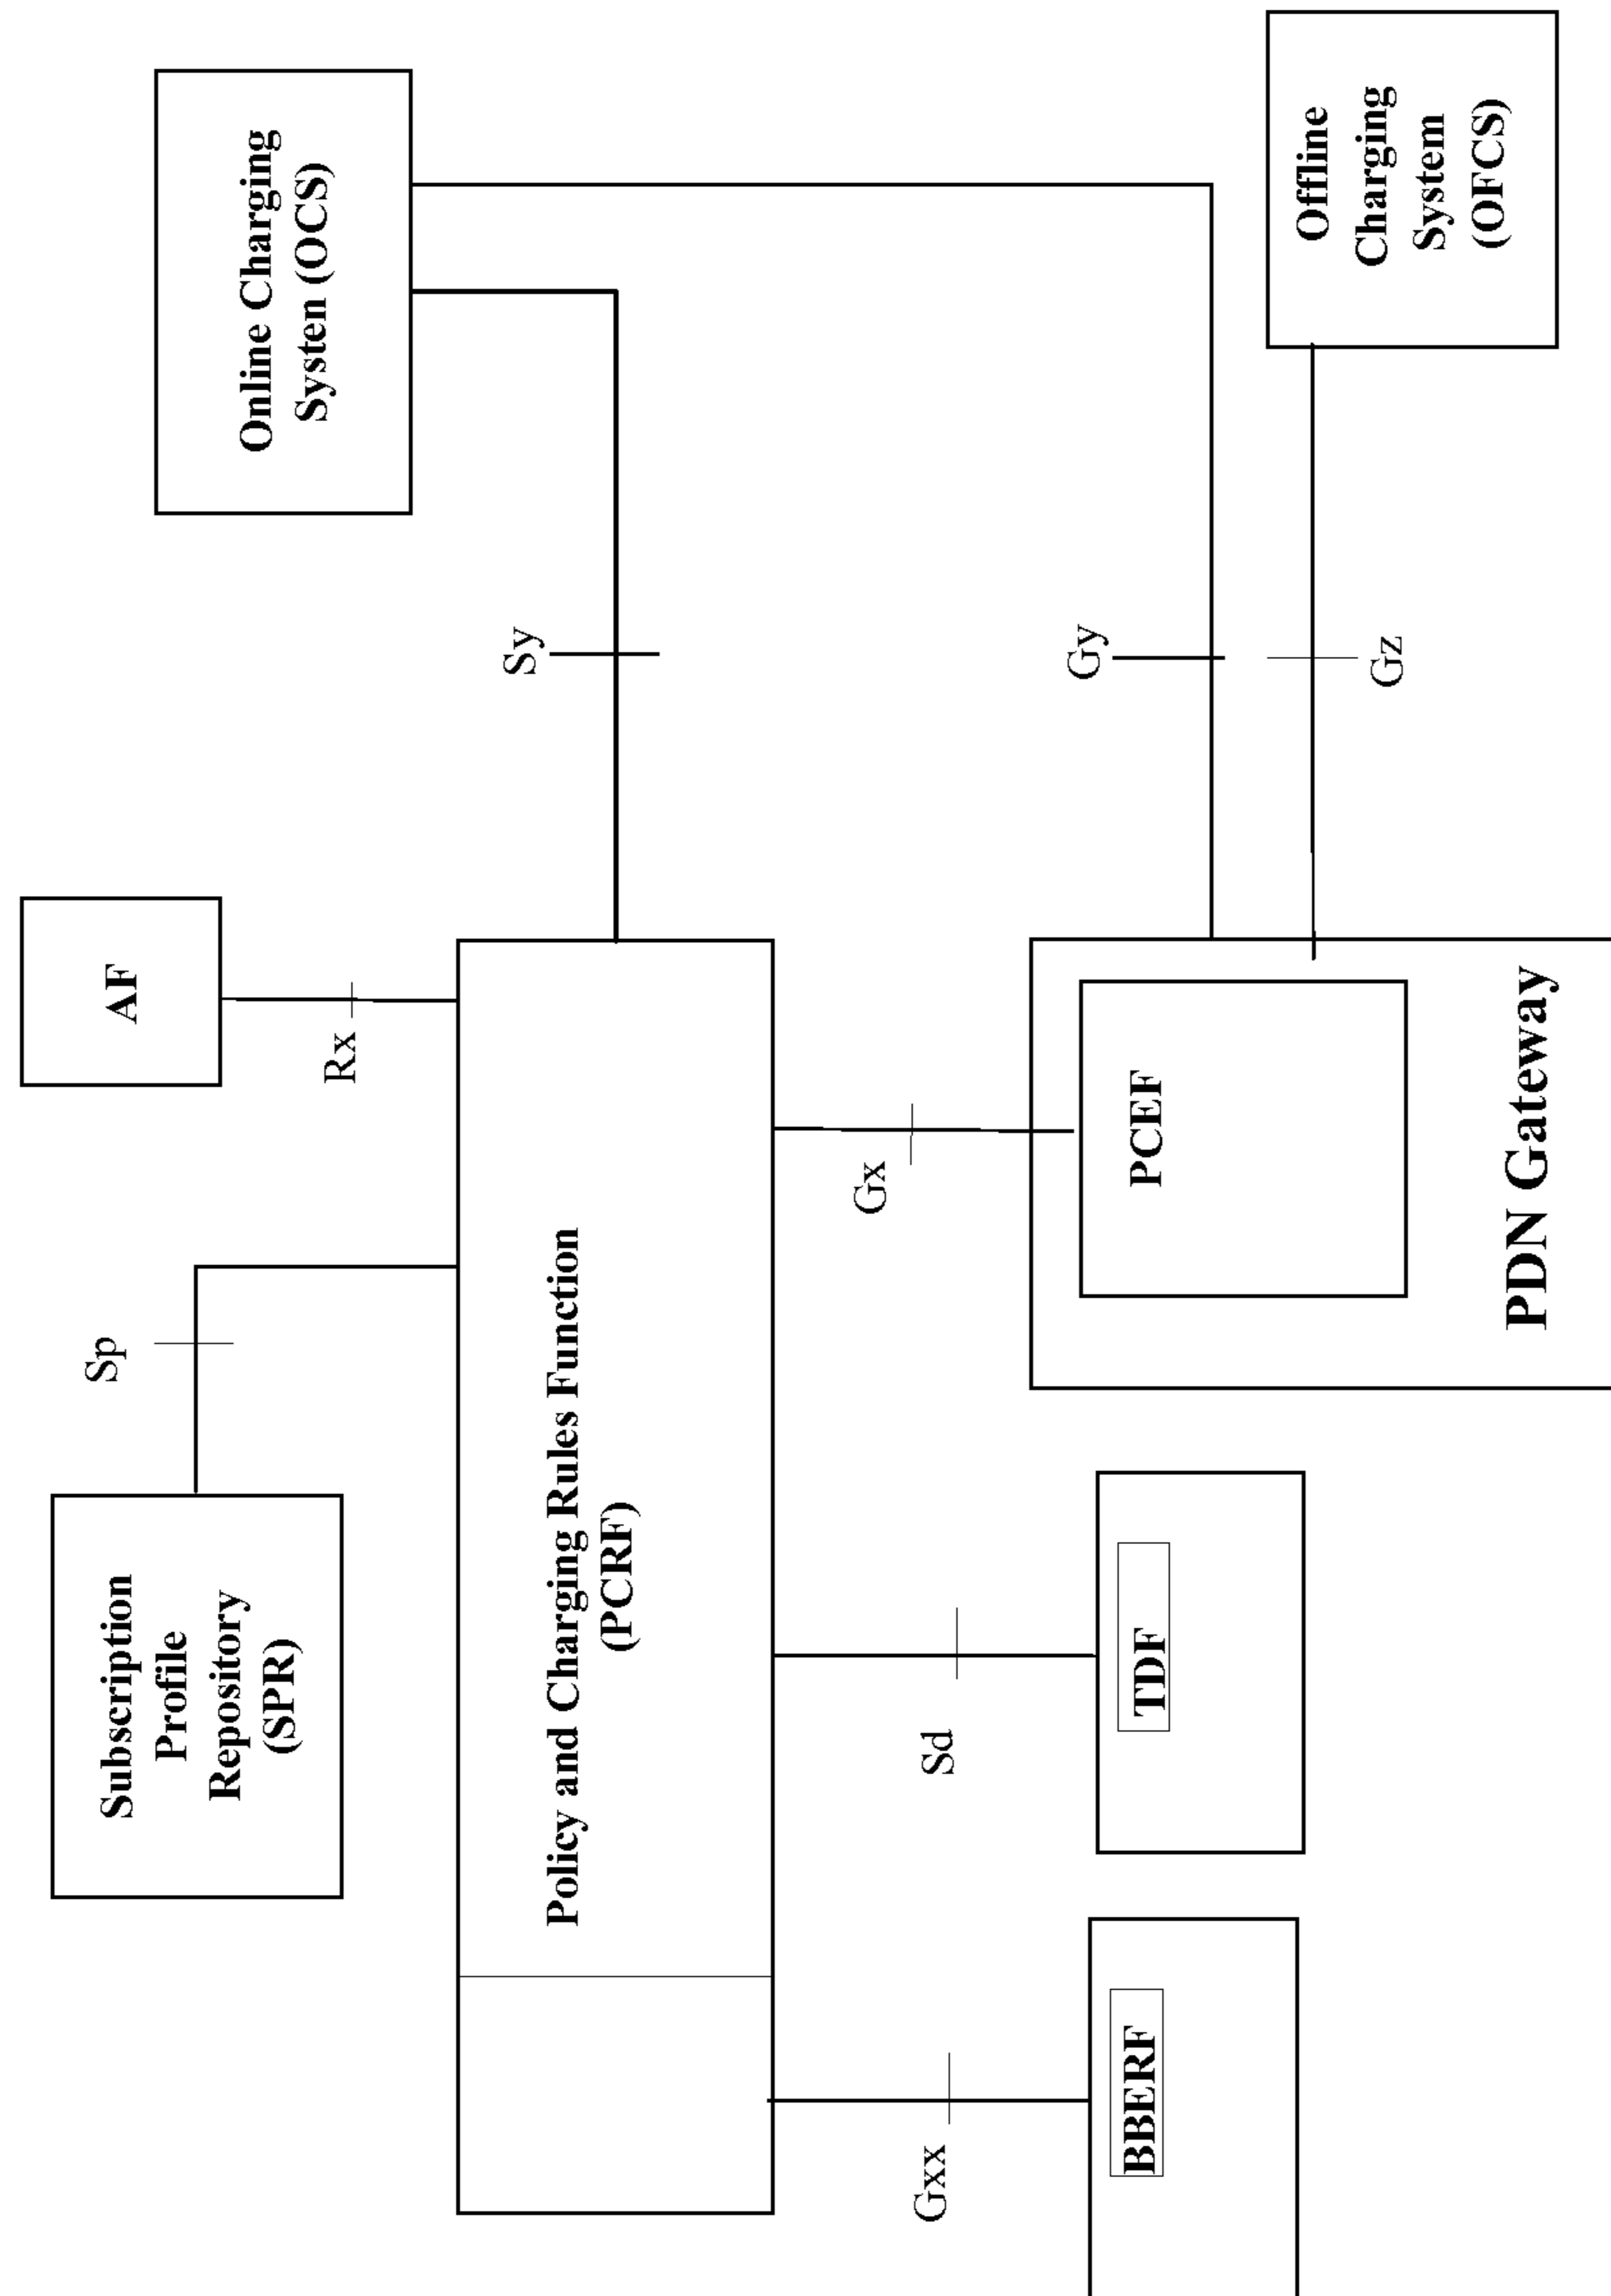 Subscription
Profile
Repository
(SPR)
Sp
AF
Rx
Online Charging
Systen (OCS)
Sy
Policy and Charging Rules Function
(PCRF)
Gxx
Sd
Gx
Gy
Gz
BBERF
TDF
PCEF
PDN Gateway
Offline
Charging
System
(OFCS)